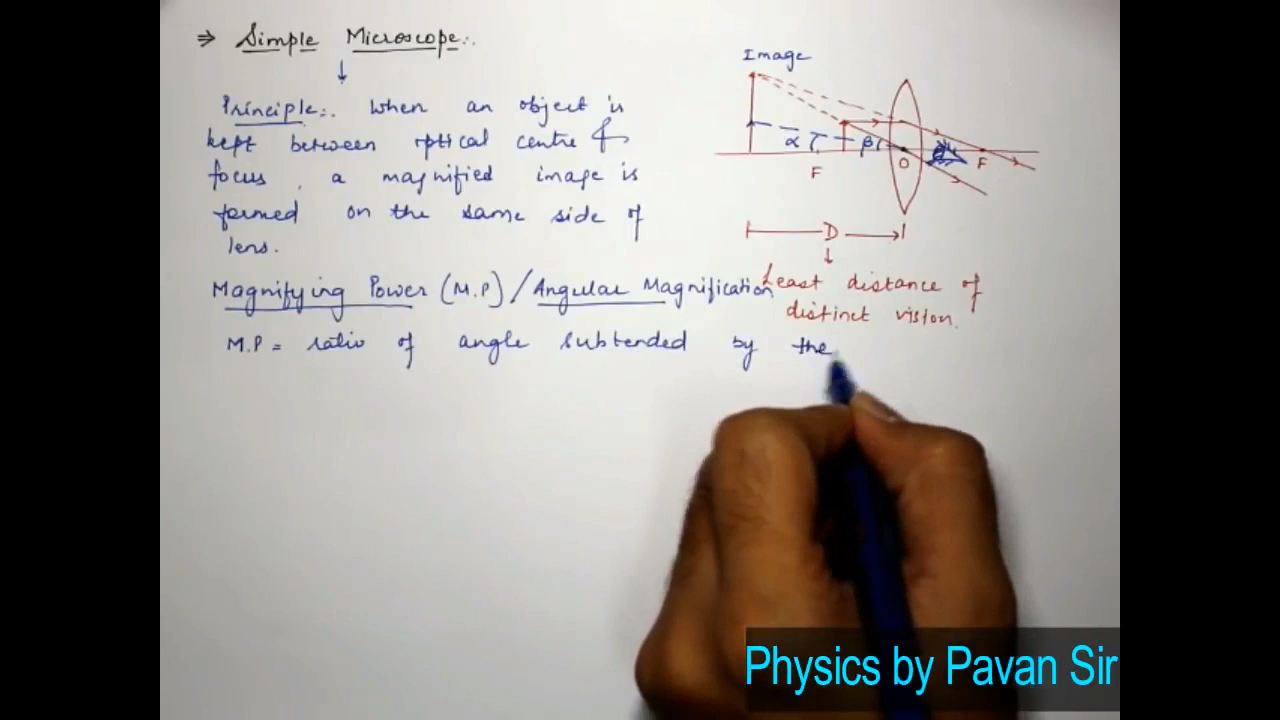 ⇒ Simple Microscope:.
↓
Principle:. When an object is
kept between optical centre &
focus, a magnified image is
formed on the same side of
lens.
Image
α
β
F
O
F
D
↓
Least distance of
distinct vision.
Magnifying Power (M.P) / Angular Magnification
M.P = ratio of angle subtended by the
Physics by Pavan Sir